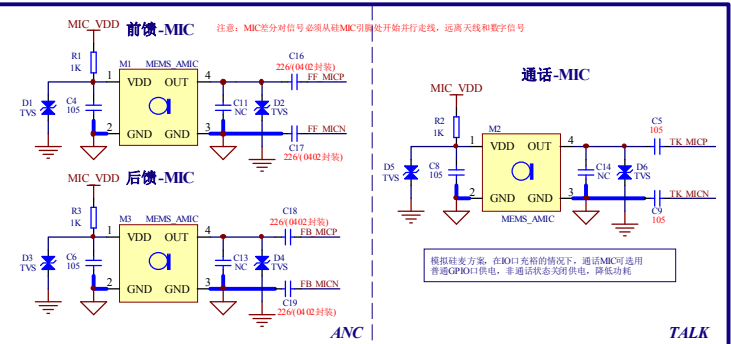 MIC_VDD
前馈-MIC
注意：MIC差分对信号必须从硅MIC引脚处开始并行走线，远离天线和数字信号
R1
1K
M1
MEMS_AMIC
C16
226/(0402封装)
1
VDD OUT
4
FF_MICP
D1
TVS
C4
105
C11
NC
D2
TVS
2
GND GND
3
FF_MICN
C17
226/(0402封装)
MIC_VDD
后馈-MIC
R3
1K
M3
MEMS_AMIC
C18
226/(0402封装)
1
VDD OUT
4
FB_MICP
D3
TVS
C6
105
C13
NC
D4
TVS
2
GND GND
3
FB_MICN
C19
226/(0402封装)
ANC
通话-MIC
MIC_VDD
R2
1K
M2
C5
105
1
VDD OUT
4
TK_MICP
D5
TVS
C8
105
C14
NC
D6
TVS
2
GND GND
3
TK_MICN
MEMS_AMIC
C9
105
模拟硅麦方案，在IO口充裕的情况下，通话MIC可选用
普通GPIO口供电，非通话状态关闭供电，降低功耗
TALK